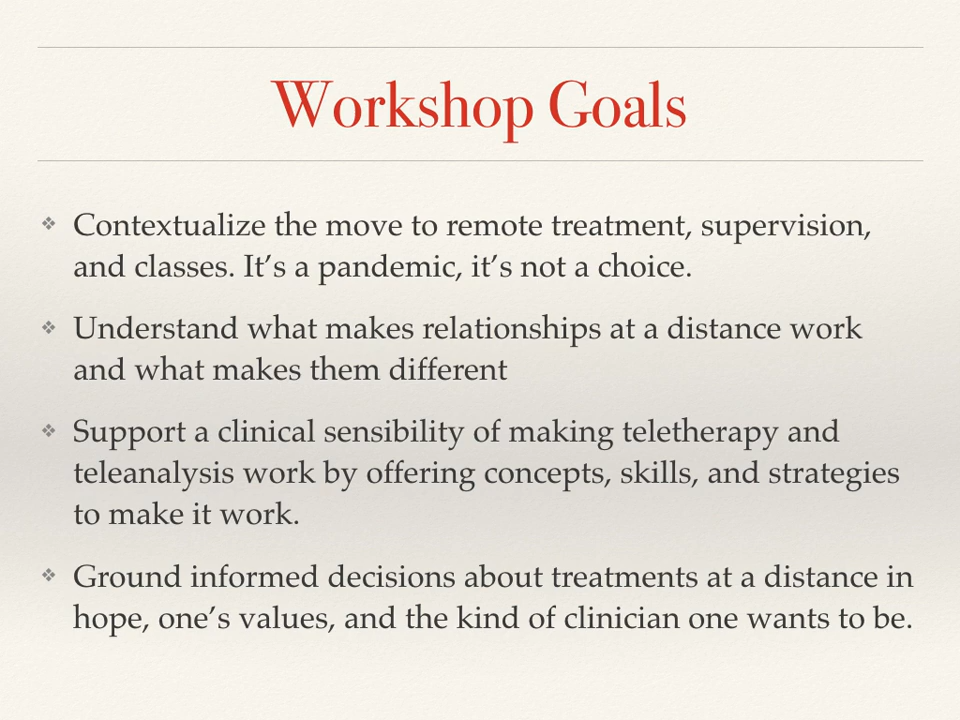 Workshop Goals
❖ Contextualize the move to remote treatment, supervision,
and classes. It’s a pandemic, it’s not a choice.
❖ Understand what makes relationships at a distance work
and what makes them different
❖ Support a clinical sensibility of making teletherapy and
teleanalysis work by offering concepts, skills, and strategies
to make it work.
❖ Ground informed decisions about treatments at a distance in
hope, one’s values, and the kind of clinician one wants to be.